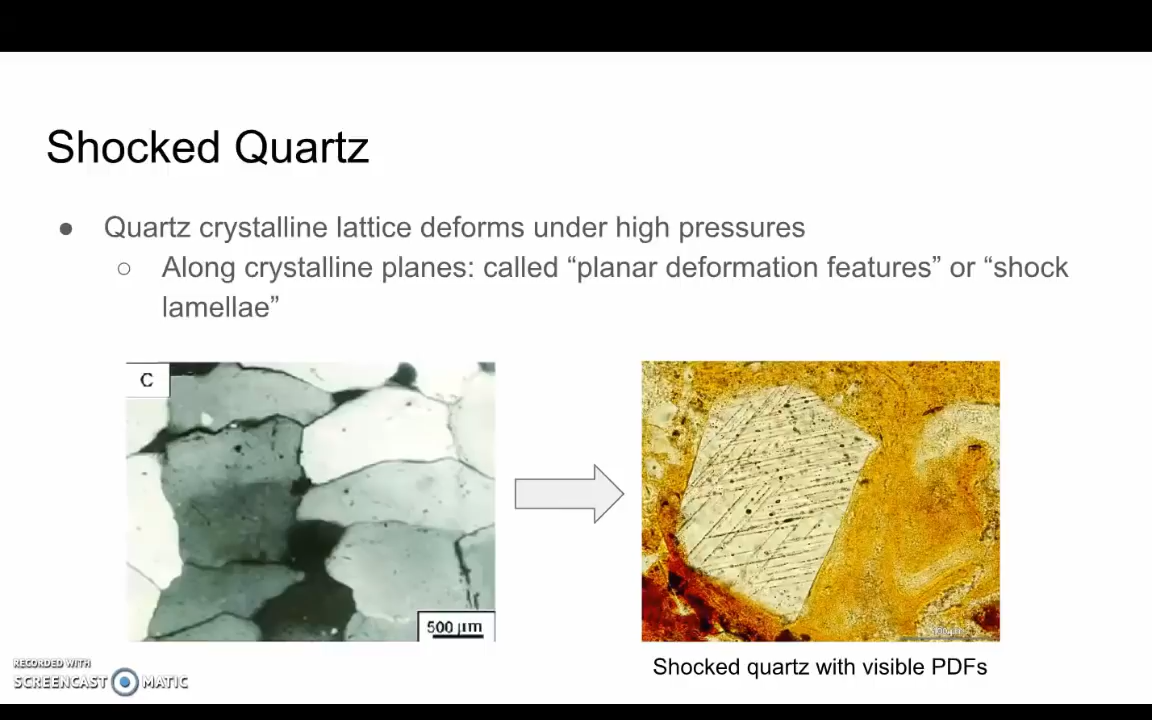 Shocked Quartz
● Quartz crystalline lattice deforms under high pressures
○ Along crystalline planes: called “planar deformation features” or “shock
lamellae”
C
500 µm
Shocked quartz with visible PDFs
RECORDED WITH
SCREENCAST MATIC